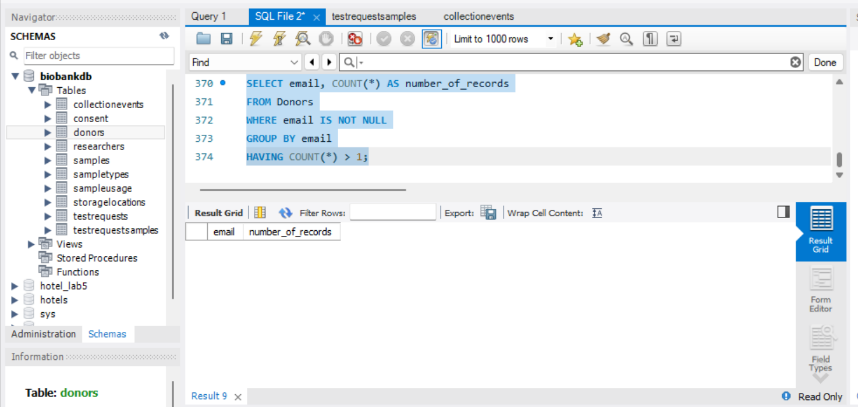 Navigator
SCHEMAS
Filter objects
biobankdb
Tables
collectionevents
consent
donors
researchers
samples
sampletypes
sampleusage
storagelocations
testrequests
testrequestsamples
Views
Stored Procedures
Functions
hotel_lab5
hotels
sys
Administration Schemas
Information
Table: donors
Query 1 SQL File 2* × testrequestsamples collectionevents
Limit to 1000 rows
Find Done
370 SELECT email, COUNT(*) AS number_of_records
371 FROM Donors
372 WHERE email IS NOT NULL
373 GROUP BY email
374 HAVING COUNT(*) > 1;
Result Grid Filter Rows: Export: Wrap Cell Content:
email number_of_records
Result
Grid
Form
Editor
Field
Types
Result 9 × Read Only